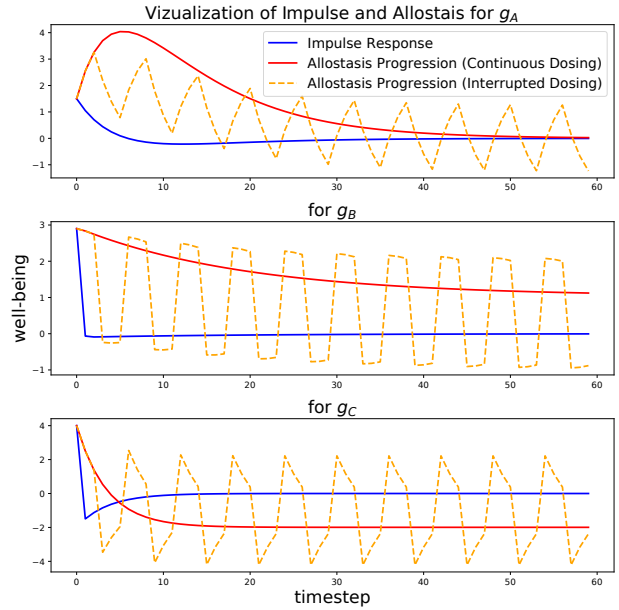 Vizualization of Impulse and Allostais for g_A
Impulse Response
Allostasis Progression (Continuous Dosing)
Allostasis Progression (Interrupted Dosing)
4
3
2
1
0
−1
0 10 20 30 40 50 60
for g_B
well-being
3
2
1
0
−1
0 10 20 30 40 50 60
for g_C
4
2
0
−2
−4
0 10 20 30 40 50 60
timestep